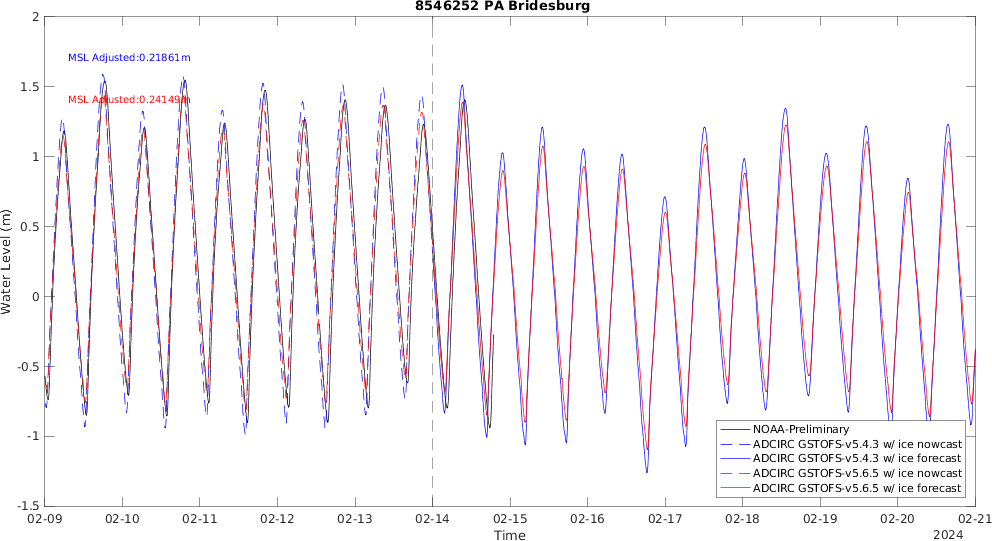 8546252 PA Bridesburg
MSL Adjusted:0.21861m
MSL Adjusted:0.24149m
Water Level (m)
2
1.5
1
0.5
0
-0.5
-1
-1.5
02-09 02-10 02-11 02-12 02-13 02-14 02-15 02-16 02-17 02-18 02-19 02-20 02-21
Time
2024
NOAA-Preliminary
ADCIRC GSTOFS-v5.4.3 w/ ice nowcast
ADCIRC GSTOFS-v5.4.3 w/ ice forecast
ADCIRC GSTOFS-v5.6.5 w/ ice nowcast
ADCIRC GSTOFS-v5.6.5 w/ ice forecast